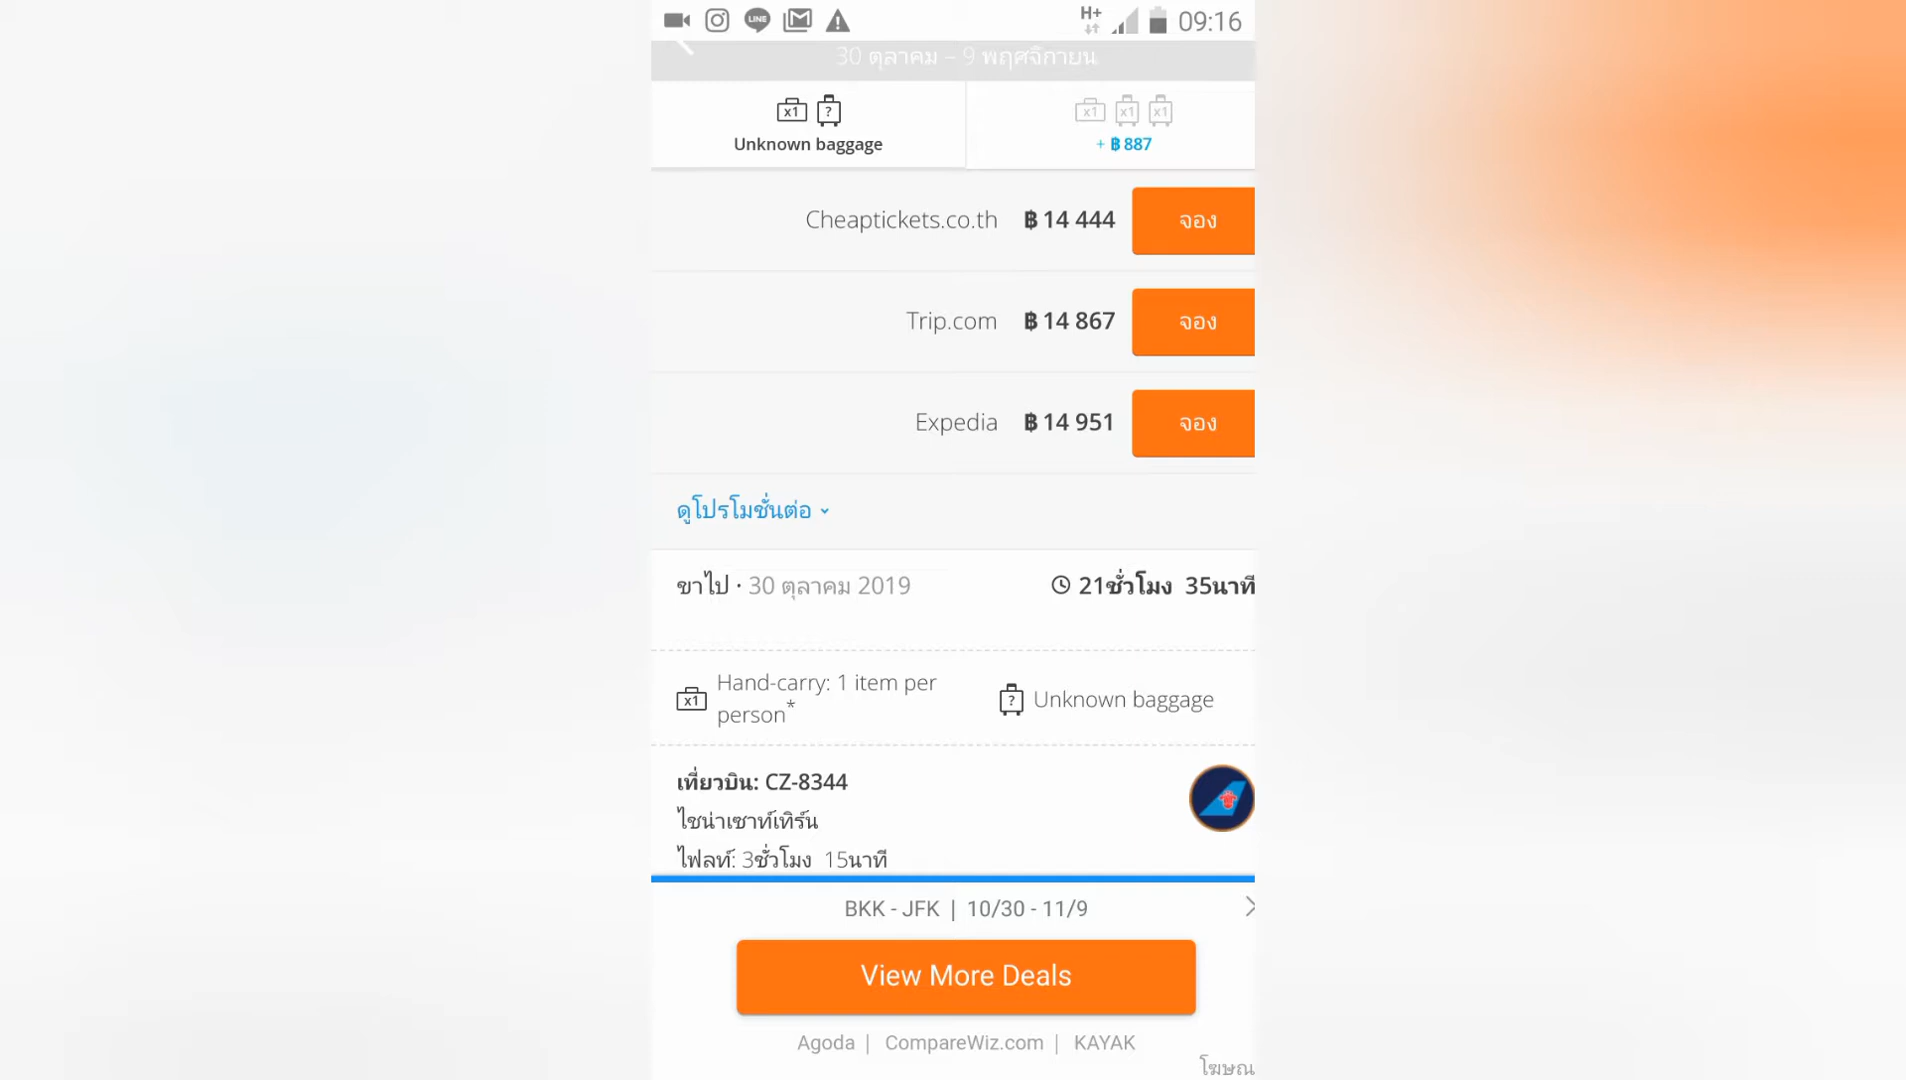 LINE H+ 09:16
30 ตุลาคม – 9 พฤศจิกายน
x1 ? x1 x1 x1
Unknown baggage + ฿ 887
Cheaptickets.co.th ฿ 14 444 จอง
Trip.com ฿ 14 867 จอง
Expedia ฿ 14 951 จอง
ดูโปรโมชั่นต่อ
ขาไป · 30 ตุลาคม 2019 21ชั่วโมง 35นาที
x1 Hand-carry: 1 item per person* ? Unknown baggage
เที่ยวบิน: CZ-8344
ไชน่าเซาท์เทิร์น
ไฟลท์: 3ชั่วโมง 15นาที
BKK - JFK | 10/30 - 11/9
View More Deals
Agoda | CompareWiz.com | KAYAK
โฆษณ